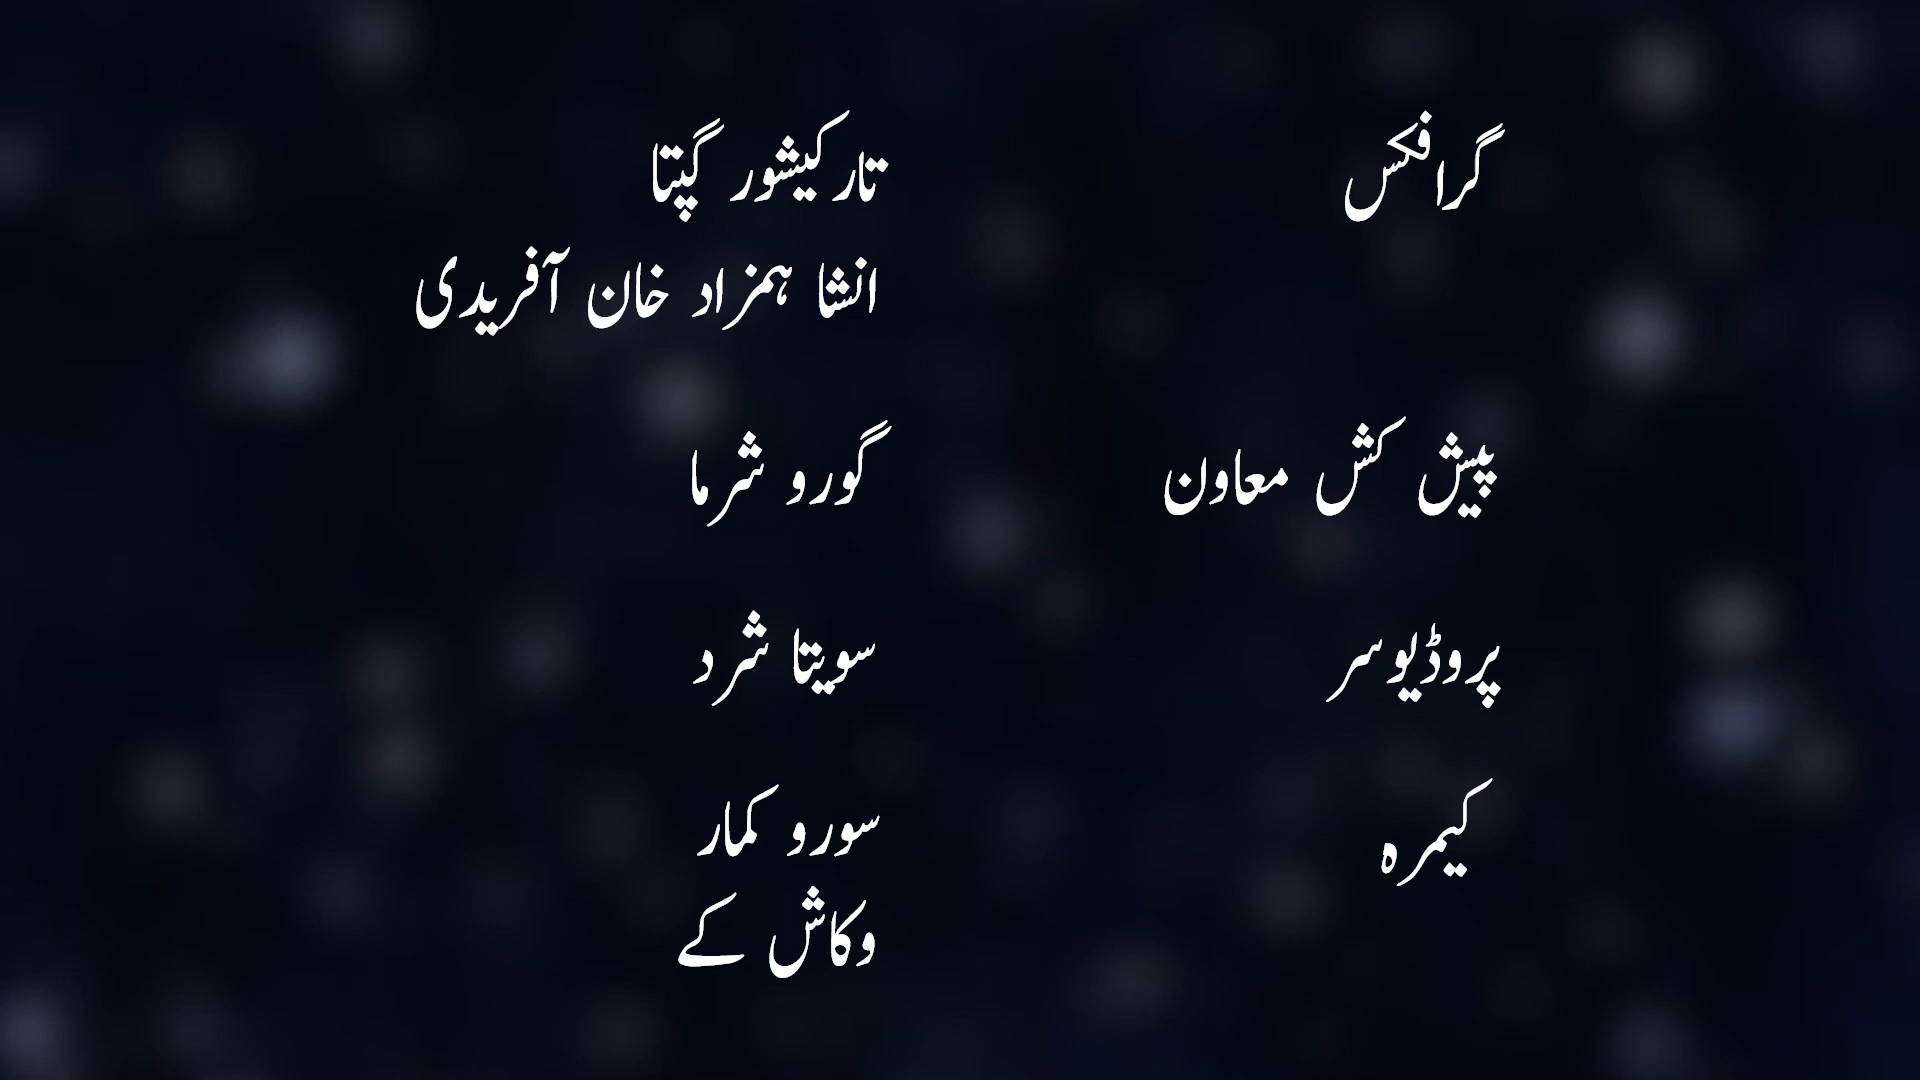 گرافکس تارکیشور گپتا
انشا ہمزاد خان آفریدی
پیش کش معاون گورو شرما
پروڈیوسر سویتا شرد
کیمرہ سورو کمار
وکاش کے